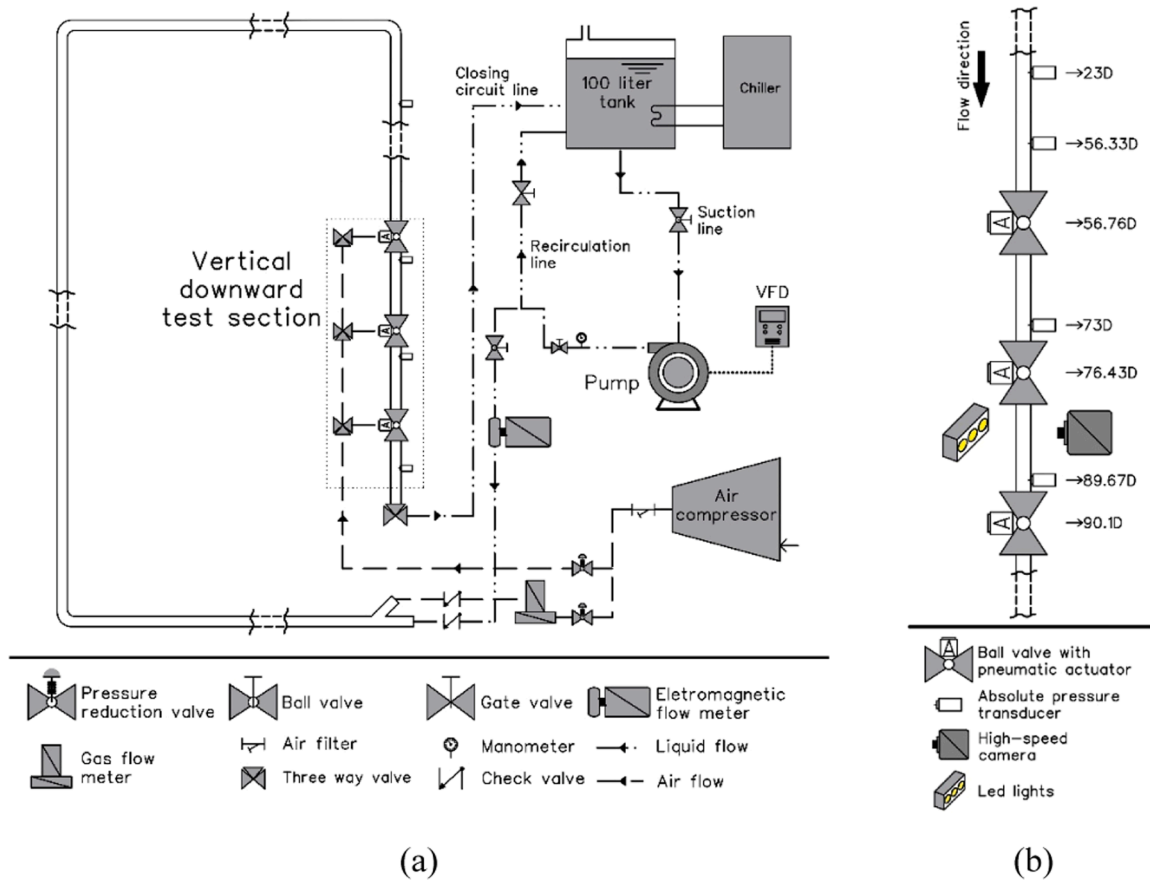 Closing
circuit line
100 liter
tank
Chiller
Suction
line
Recirculation
line
Vertical
downward
test section
A
A
A
VFD
Pump
Air
compressor
Pressure
reduction valve
Ball valve
Gate valve
Eletromagnetic
flow meter
Gas flow
meter
Air filter
Manometer
Liquid flow
Three way valve
Check valve
Air flow
(a)
Flow direction
→23D
→56.33D
A
→56.76D
→73D
A
→76.43D
→89.67D
A
→90.1D
A
Ball valve with
pneumatic actuator
Absolute pressure
transducer
High-speed
camera
Led lights
(b)